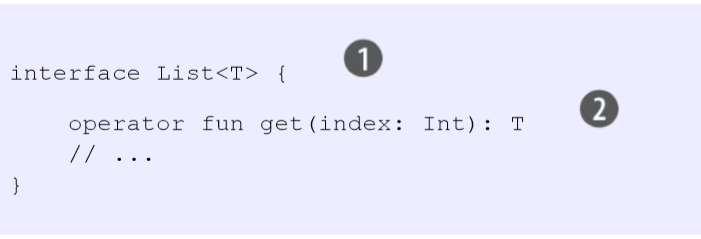 interface List<T> { 1
operator fun get(index: Int): T 2
// ...
}